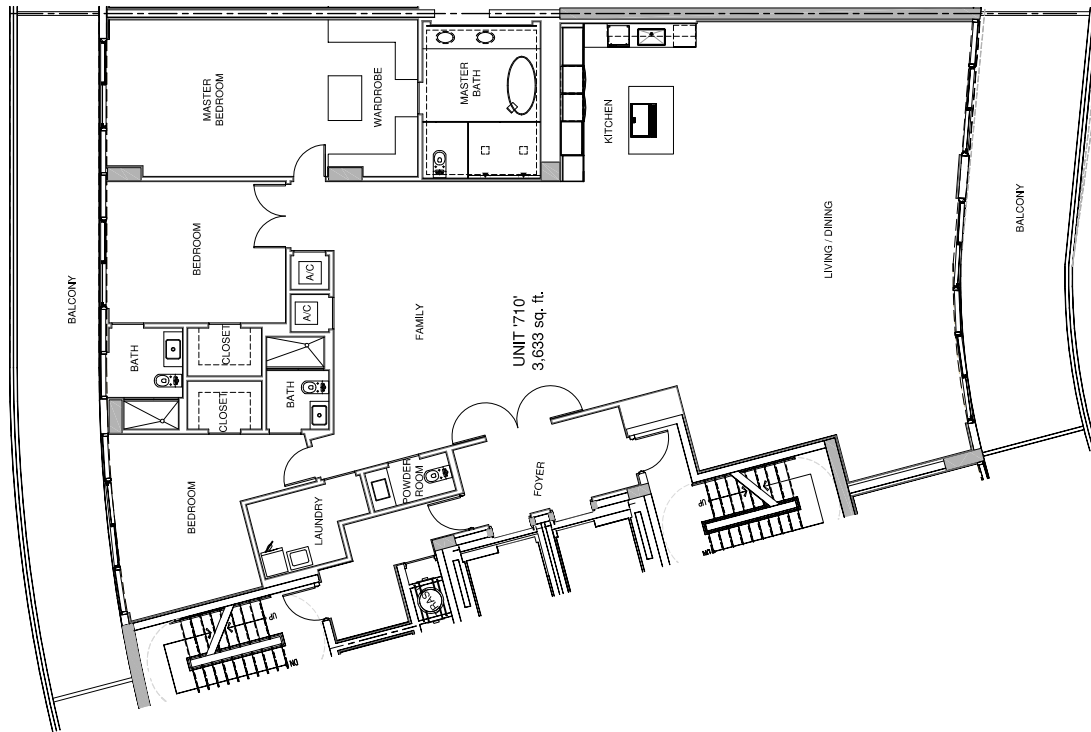 MASTER
BEDROOM
WARDROBE
MASTER
BATH
KITCHEN
BEDROOM
A/C
A/C
BALCONY
FAMILY
UNIT '710'
3,633 sq. ft.
LIVING / DINING
BALCONY
BATH
CLOSET
CLOSET
BATH
BEDROOM
LAUNDRY
POWDER
ROOM
FOYER
UP
DN
UP
DN